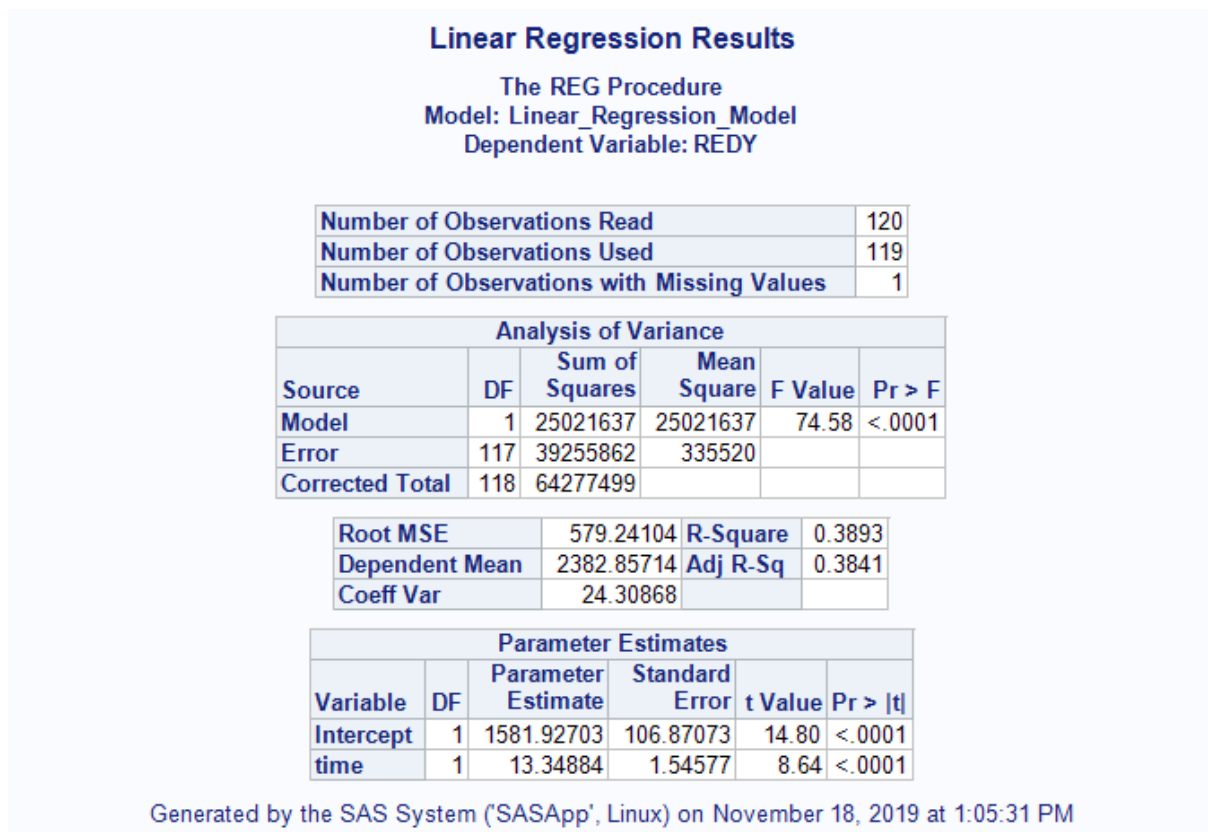 Linear Regression Results
The REG Procedure
Model: Linear_Regression_Model
Dependent Variable: REDY
Number of Observations Read 120
Number of Observations Used 119
Number of Observations with Missing Values 1
Analysis of Variance
Source DF Sum of Squares Mean Square F Value Pr > F
Model 1 25021637 25021637 74.58 <.0001
Error 117 39255862 335520
Corrected Total 118 64277499
Root MSE 579.24104 R-Square 0.3893
Dependent Mean 2382.85714 Adj R-Sq 0.3841
Coeff Var 24.30868
Parameter Estimates
Variable DF Parameter Estimate Standard Error t Value Pr > |t|
Intercept 1 1581.92703 106.87073 14.80 <.0001
time 1 13.34884 1.54577 8.64 <.0001
Generated by the SAS System ('SASApp', Linux) on November 18, 2019 at 1:05:31 PM